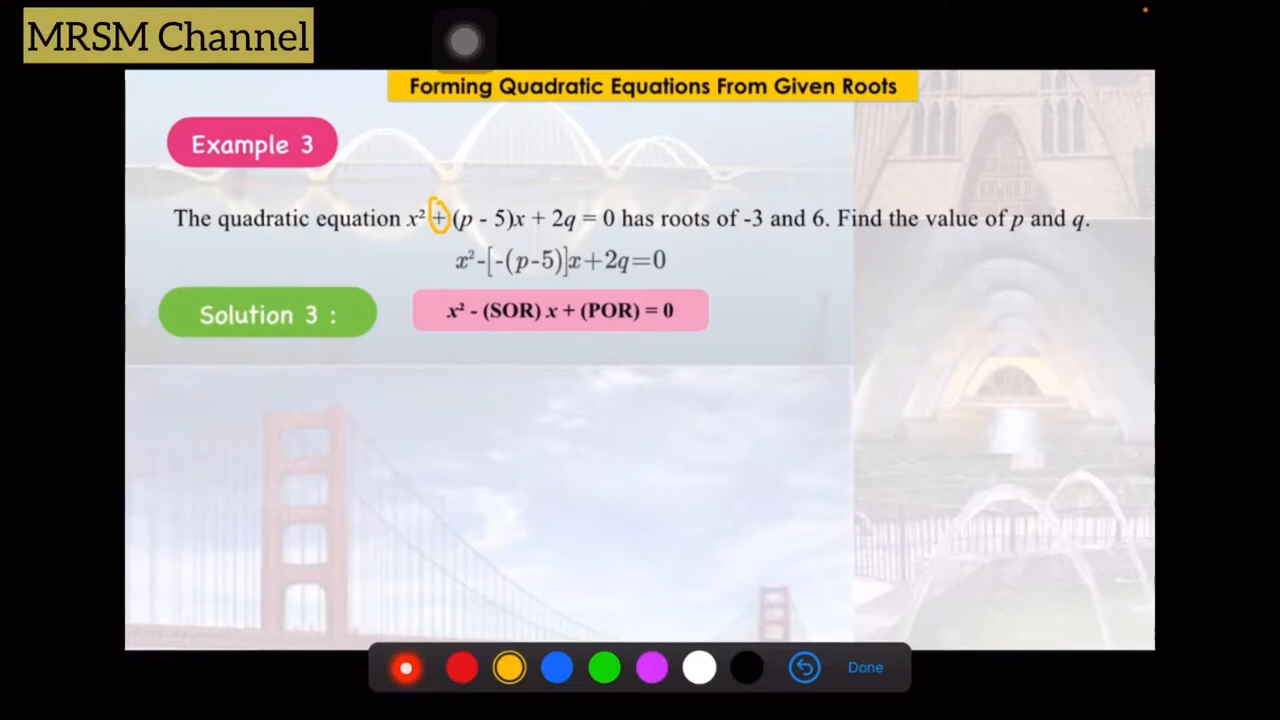 MRSM Channel
Forming Quadratic Equations From Given Roots
Example 3
The quadratic equation x² + (p - 5)x + 2q = 0 has roots of -3 and 6. Find the value of p and q.
x²-[-(p-5)]x+2q=0
Solution 3 :
x² - (SOR) x + (POR) = 0
Done